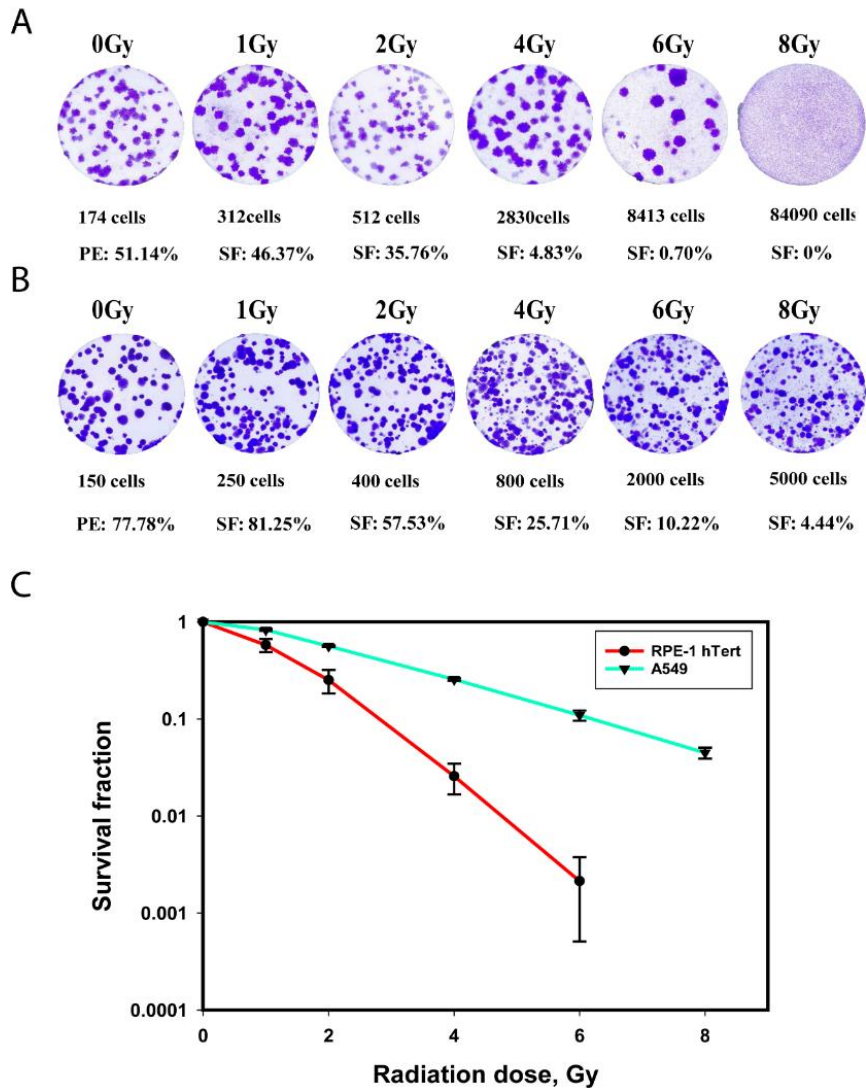 A
0Gy 1Gy 2Gy 4Gy 6Gy 8Gy
174 cells 312cells 512 cells 2830cells 8413 cells 84090 cells
PE: 51.14% SF: 46.37% SF: 35.76% SF: 4.83% SF: 0.70% SF: 0%
B
0Gy 1Gy 2Gy 4Gy 6Gy 8Gy
150 cells 250 cells 400 cells 800 cells 2000 cells 5000 cells
PE: 77.78% SF: 81.25% SF: 57.53% SF: 25.71% SF: 10.22% SF: 4.44%
C
Survival fraction
1
0.1
0.01
0.001
0.0001
RPE-1 hTert
A549
0 2 4 6 8
Radiation dose, Gy